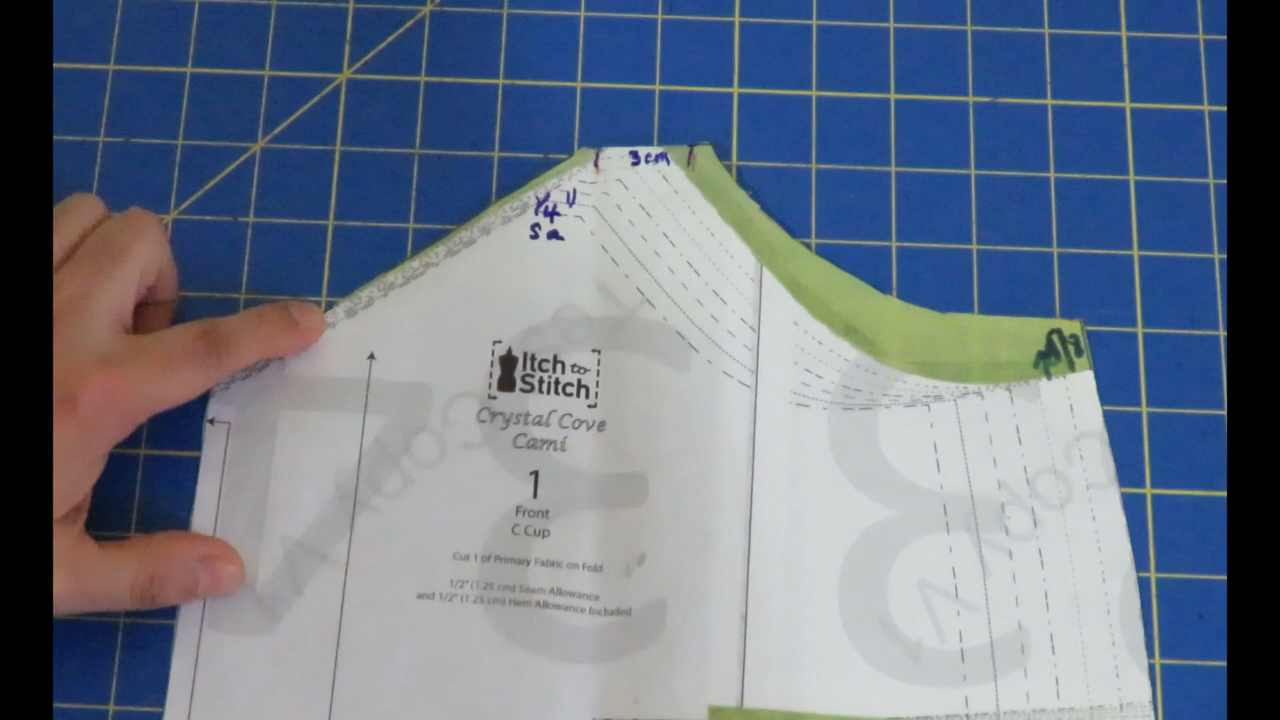 3cm
1/4"
Sa
Itch to
Stitch
Crystal Cove
Cami
1
Front
C Cup
Cut 1 of Primary Fabric on Fold
1/2" (1.25 cm) Seam Allowance
and 1/2" (1.25 cm) Hem Allowance Included